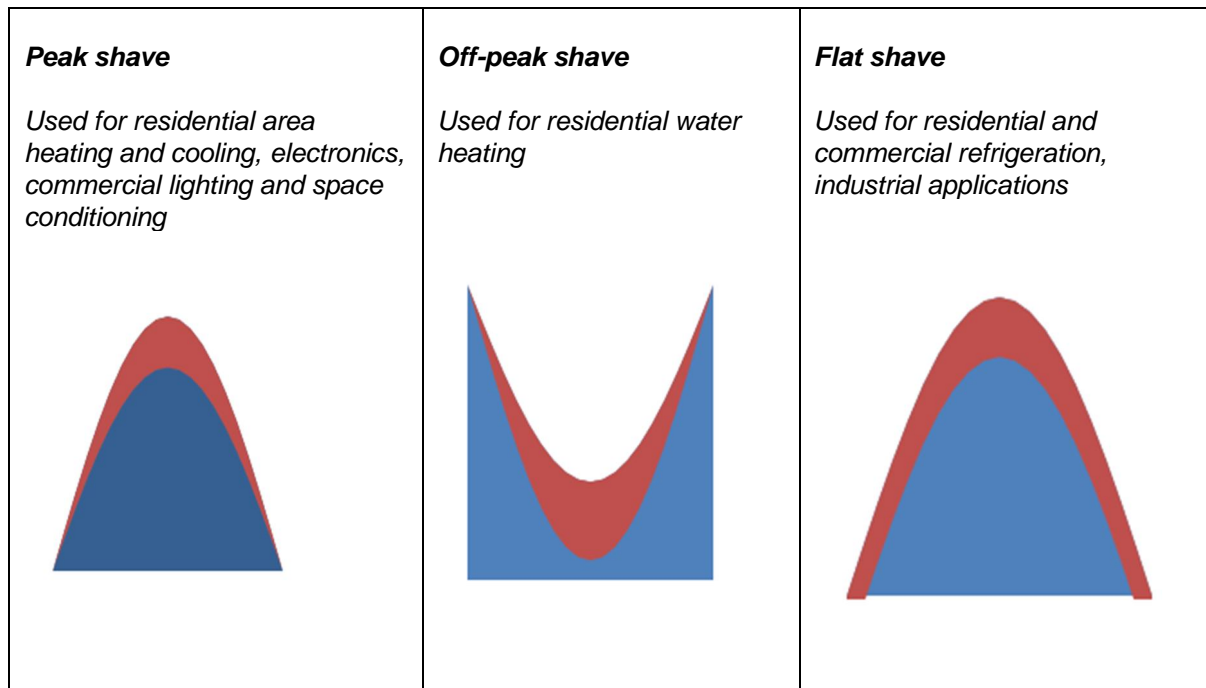 Peak shave
Used for residential area
heating and cooling, electronics,
commercial lighting and space
conditioning
Off-peak shave
Used for residential water
heating
Flat shave
Used for residential and
commercial refrigeration,
industrial applications